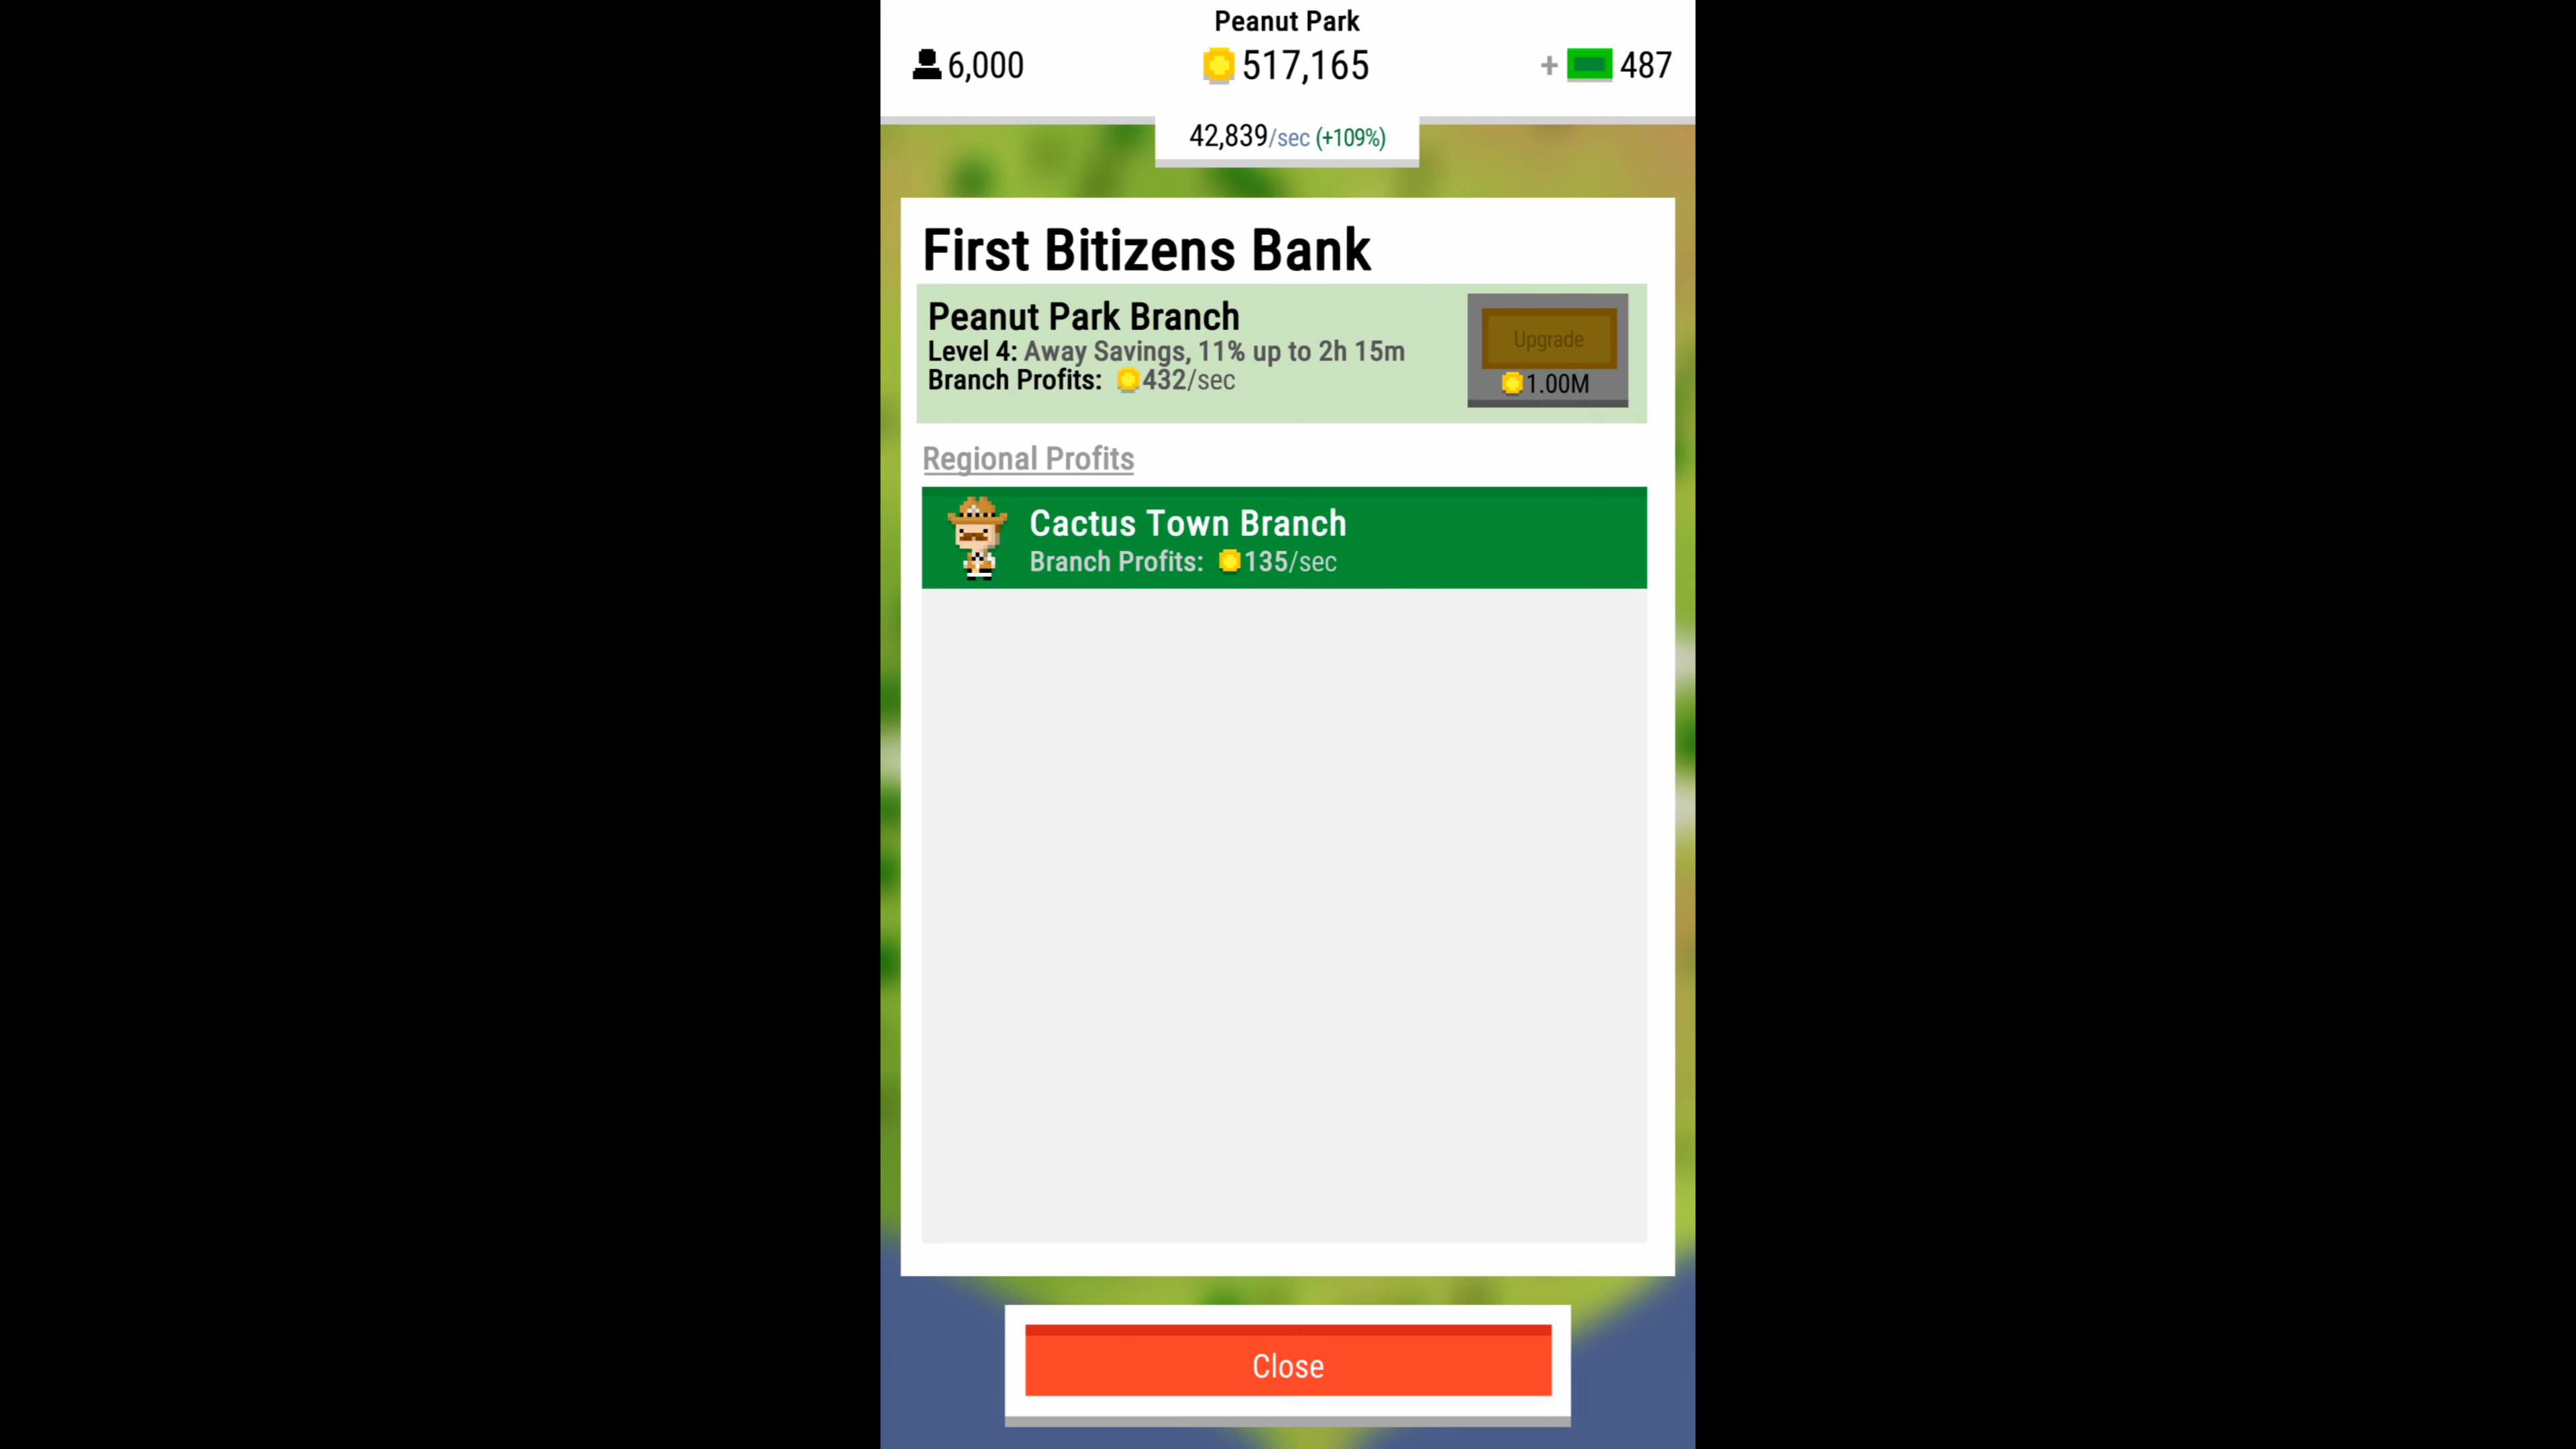 Peanut Park
6,000
517,165
+ 487
42,839/sec (+109%)
First Bitizens Bank
Peanut Park Branch
Level 4: Away Savings, 11% up to 2h 15m
Branch Profits: 432/sec
Upgrade
1.00M
Regional Profits
Cactus Town Branch
Branch Profits: 135/sec
Close